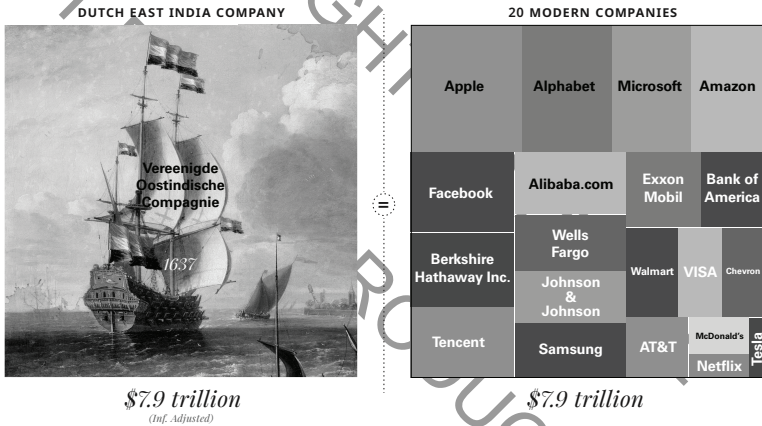 DUTCH EAST INDIA COMPANY
Vereenigde
Oostindische
Compagnie
1637
$7.9 trillion
(Inf. Adjusted)
=
20 MODERN COMPANIES
Apple
Alphabet
Microsoft
Amazon
Facebook
Alibaba.com
Exxon
Mobil
Bank of
America
Berkshire
Hathaway Inc.
Wells
Fargo
Walmart
VISA
Chevron
Johnson
&
Johnson
Tencent
Samsung
AT&T
McDonald's
Netflix
Tesla
$7.9 trillion